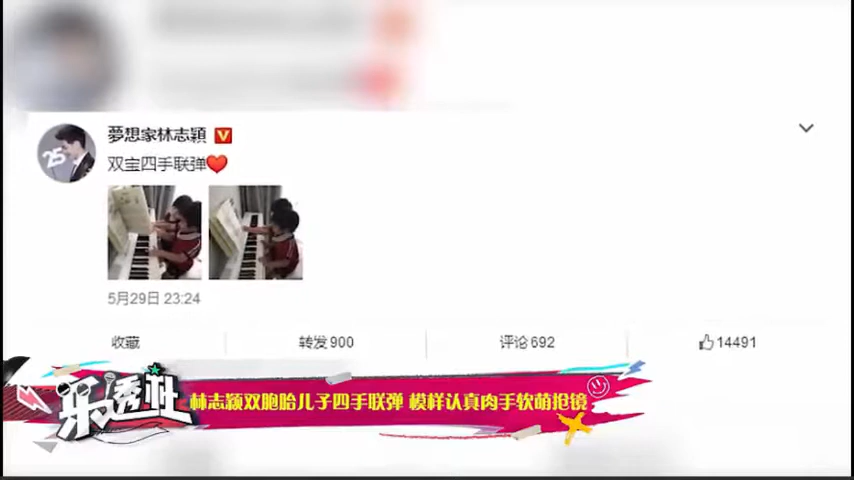 夢想家林志穎
双宝四手联弹❤
25
5月29日 23:24
收藏
转发 900
评论 692
14491
乐透社
林志颖双胞胎儿子四手联弹 模样认真肉手软萌抢镜